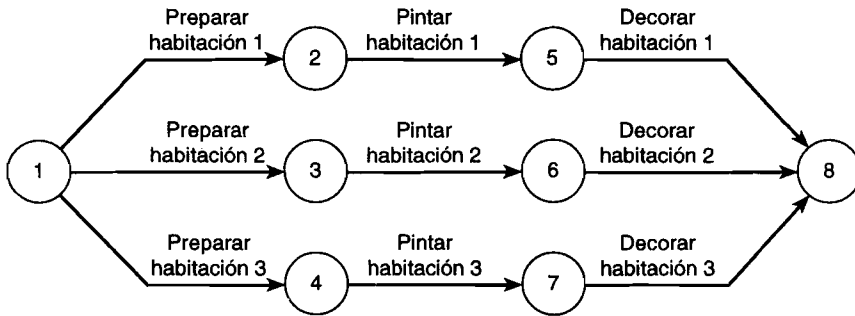 Preparar
habitación 1
Pintar
habitación 1
Decorar
habitación 1
2
5
Preparar
habitación 2
Pintar
habitación 2
Decorar
habitación 2
1
3
6
8
Preparar
habitación 3
Pintar
habitación 3
Decorar
habitación 3
4
7